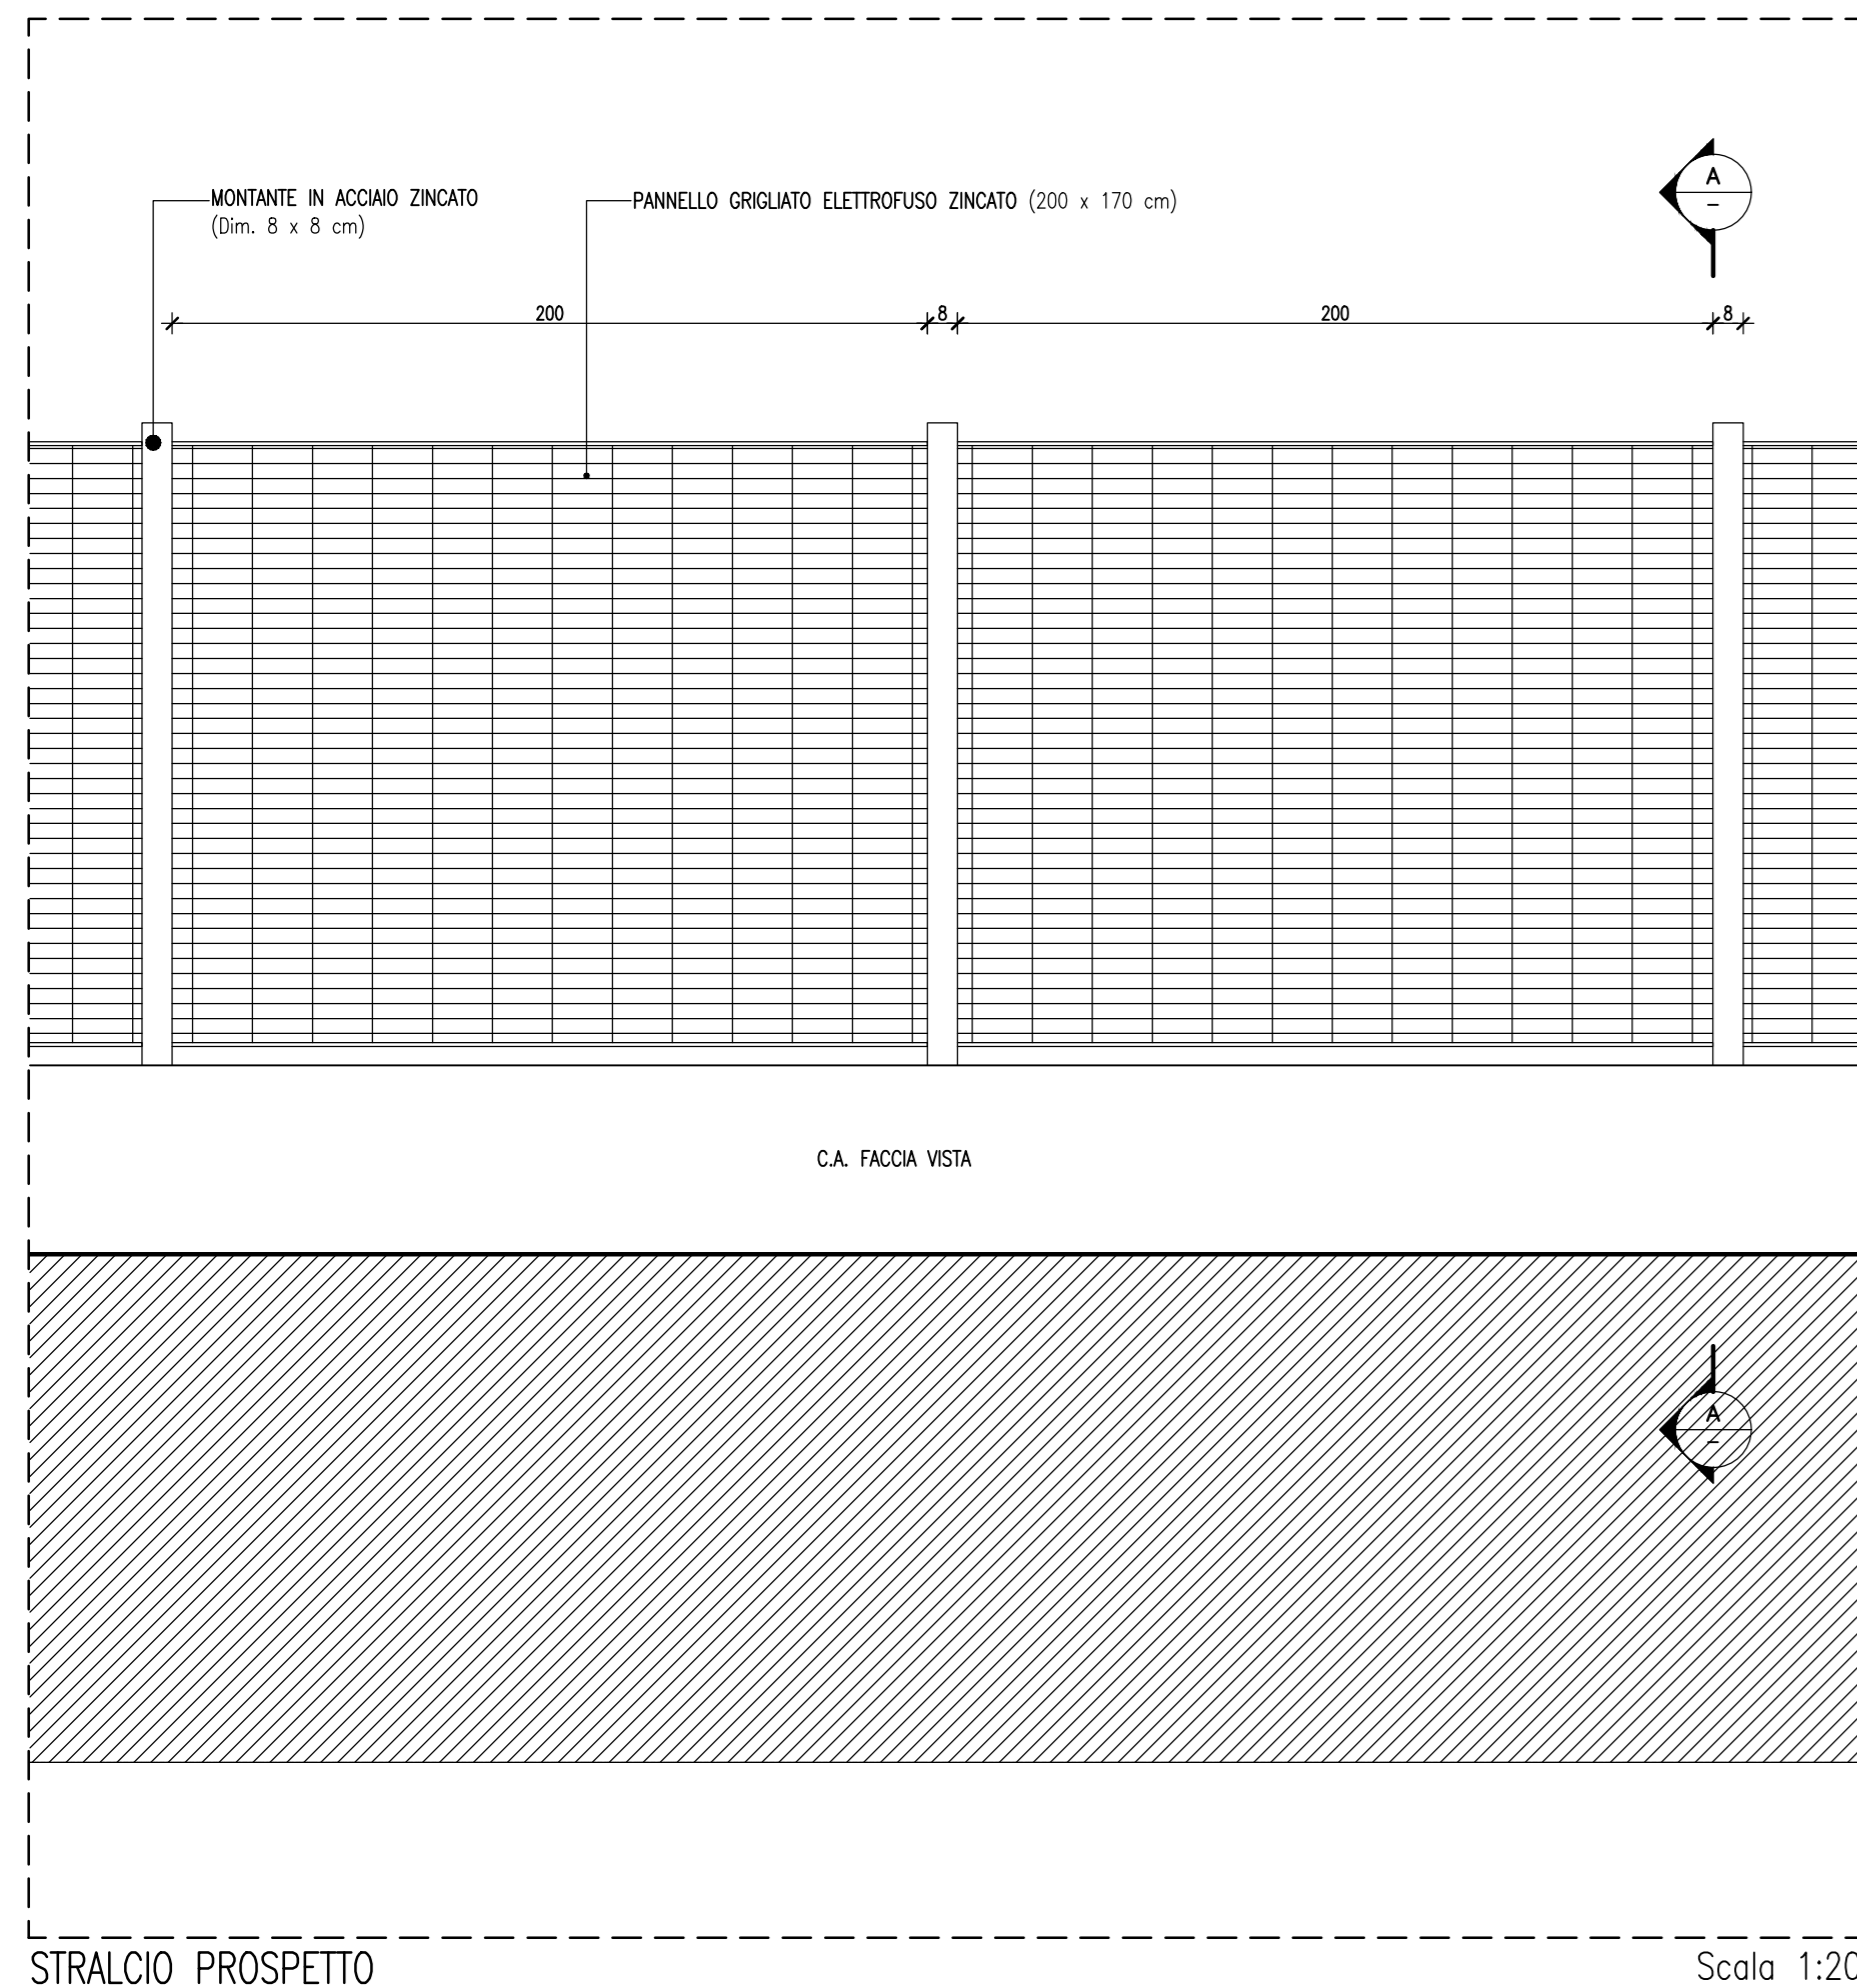 MONTANTE IN ACCIAIO ZINCATO
(Dim. 8 x 8 cm)
PANNELLO GRIGLIATO ELETTROFUSO ZINCATO (200 x 170 cm)
A
–
200
8
200
8
C.A. FACCIA VISTA
A
–
STRALCIO PROSPETTO
Scala 1:20